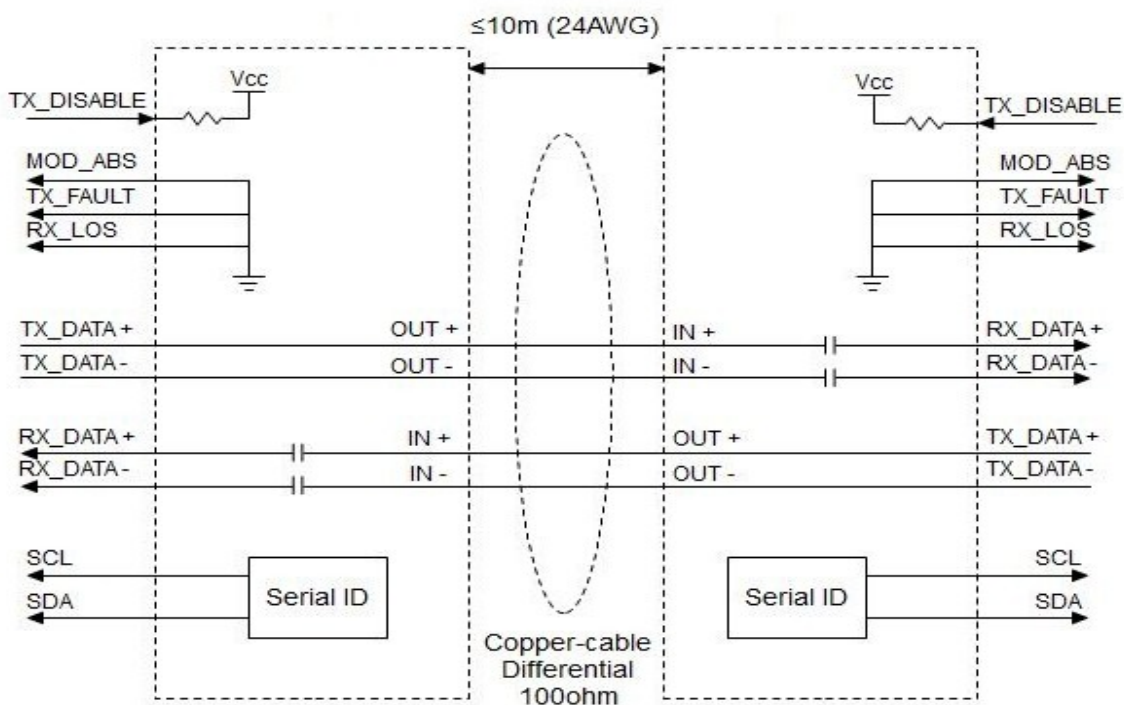 ≤10m (24AWG)
Vcc
Vcc
TX_DISABLE
TX_DISABLE
MOD_ABS
MOD_ABS
TX_FAULT
TX_FAULT
RX_LOS
RX_LOS
TX_DATA+
OUT +
IN +
RX_DATA+
TX_DATA-
OUT -
IN -
RX_DATA-
RX_DATA+
IN +
OUT +
TX_DATA+
RX_DATA-
IN -
OUT -
TX_DATA-
SCL
SCL
Serial ID
Serial ID
SDA
SDA
Copper-cable
Differential
100ohm